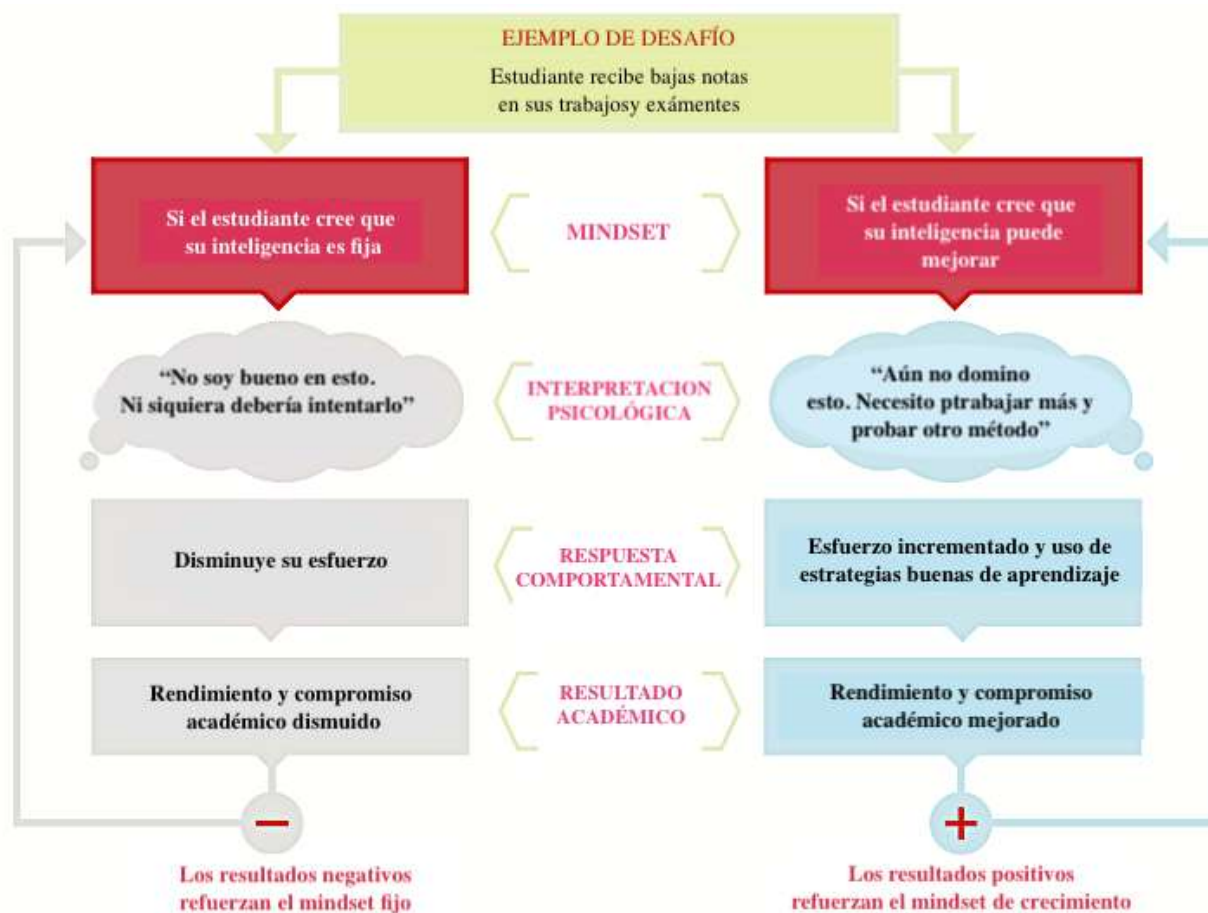 EJEMPLO DE DESAFÍO
Estudiante recibe bajas notas
en sus trabajosy exámentes
Si el estudiante cree que
su inteligencia es fija
MINDSET
Si el estudiante cree que
su inteligencia puede
mejorar
“No soy bueno en esto.
Ni siquiera debería intentarlo”
INTERPRETACION
PSICOLÓGICA
“Aún no domino
esto. Necesito ptrabajar más y
probar otro método”
Disminuye su esfuerzo
RESPUESTA
COMPORTAMENTAL
Esfuerzo incrementado y uso de
estrategias buenas de aprendizaje
Rendimiento y compromiso
académico dismuido
RESULTADO
ACADÉMICO
Rendimiento y compromiso
académico mejorado
Los resultados negativos
refuerzan el mindset fijo
Los resultados positivos
refuerzan el mindset de crecimiento